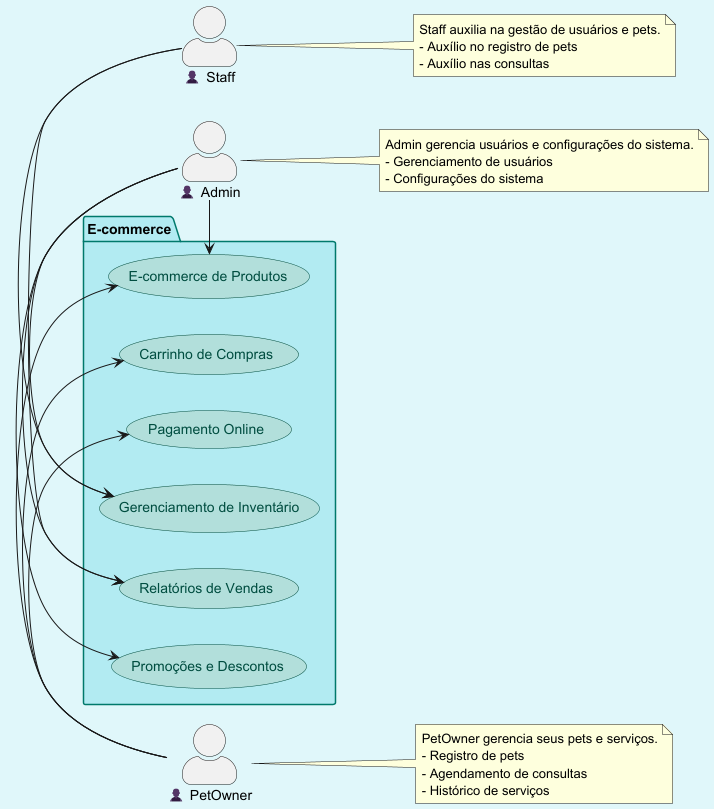 Staff auxilia na gestão de usuários e pets.
- Auxílio no registro de pets
- Auxílio nas consultas
Staff
Admin gerencia usuários e configurações do sistema.
- Gerenciamento de usuários
- Configurações do sistema
Admin
E-commerce
E-commerce de Produtos
Carrinho de Compras
Pagamento Online
Gerenciamento de Inventário
Relatórios de Vendas
Promoções e Descontos
PetOwner gerencia seus pets e serviços.
- Registro de pets
- Agendamento de consultas
- Histórico de serviços
PetOwner